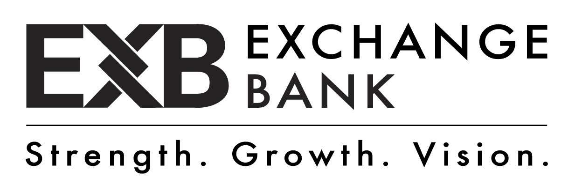 EXB EXCHANGE
BANK
Strength. Growth. Vision.